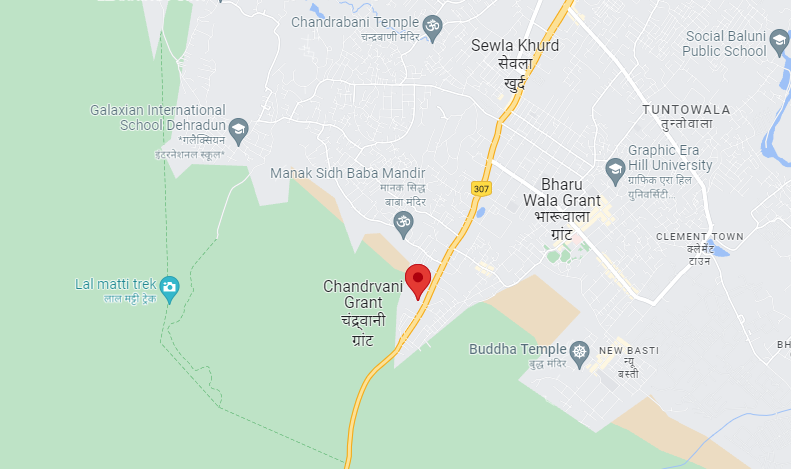 Chandrabani Temple
चन्द्रबाणी मंदिर
Sewla Khurd
सेवला
खुर्द
Social Baluni
Public School
Galaxian International
School Dehradun
*गलैक्सियन
इटरनेशनल स्कूल*
TUNTOWALA
तुन्तोवाला
Manak Sidh Baba Mandir
मानक सिद्ध
बाबा मंदिर
307
Graphic Era
Hill University
ग्राफिक एरा हिल
युनिवर्सिटी...
Bharu
Wala Grant
भारूवाला
ग्रांट
CLEMENT TOWN
क्लेमेंट
टाउन
Lal matti trek
लाल मट्टी ट्रेक
Chandrvani
Grant
चंद्र्वानी
ग्रांट
Buddha Temple
बुद्ध मंदिर
NEW BASTI
न्यू
बस्ती